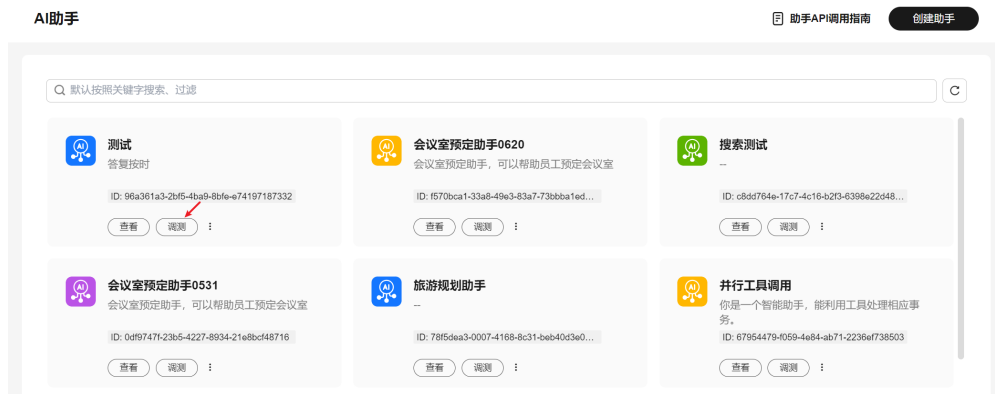 AI助手
助手API调用指南
创建助手
默认按照关键字搜索、过滤
测试
答复按时
ID: 96a361a3-2bf5-4ba9-8bfe-e74197187332
查看 调测
会议室预定助手0620
会议室预定助手，可以帮助员工预定会议室
ID: f570bca1-33a8-49e3-83a7-73bbba1ed...
查看 调测
搜索测试
--
ID: c8dd764e-17c7-4c16-b2f3-6398e22d48...
查看 调测
会议室预定助手0531
会议室预定助手，可以帮助员工预定会议室
ID: 0df9747f-23b5-4227-8934-21e8bcf48716
查看 调测
旅游规划助手
--
ID: 78f5dea3-0007-4168-8c31-beb40d3e0...
查看 调测
并行工具调用
你是一个智能助手，能利用工具处理相应事
务。
ID: 67954479-f059-4e84-ab71-2236ef738503
查看 调测